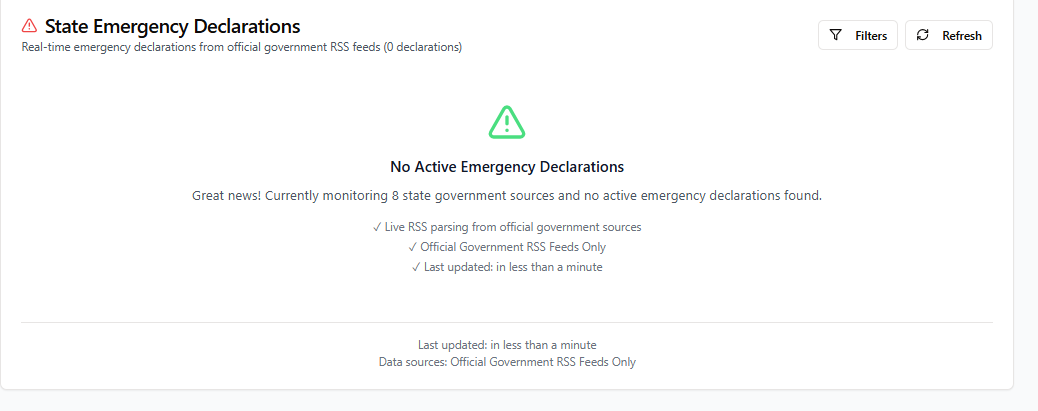 State Emergency Declarations
Real-time emergency declarations from official government RSS feeds (0 declarations)
Filters
Refresh
No Active Emergency Declarations
Great news! Currently monitoring 8 state government sources and no active emergency declarations found.
✓ Live RSS parsing from official government sources
✓ Official Government RSS Feeds Only
✓ Last updated: in less than a minute
Last updated: in less than a minute
Data sources: Official Government RSS Feeds Only